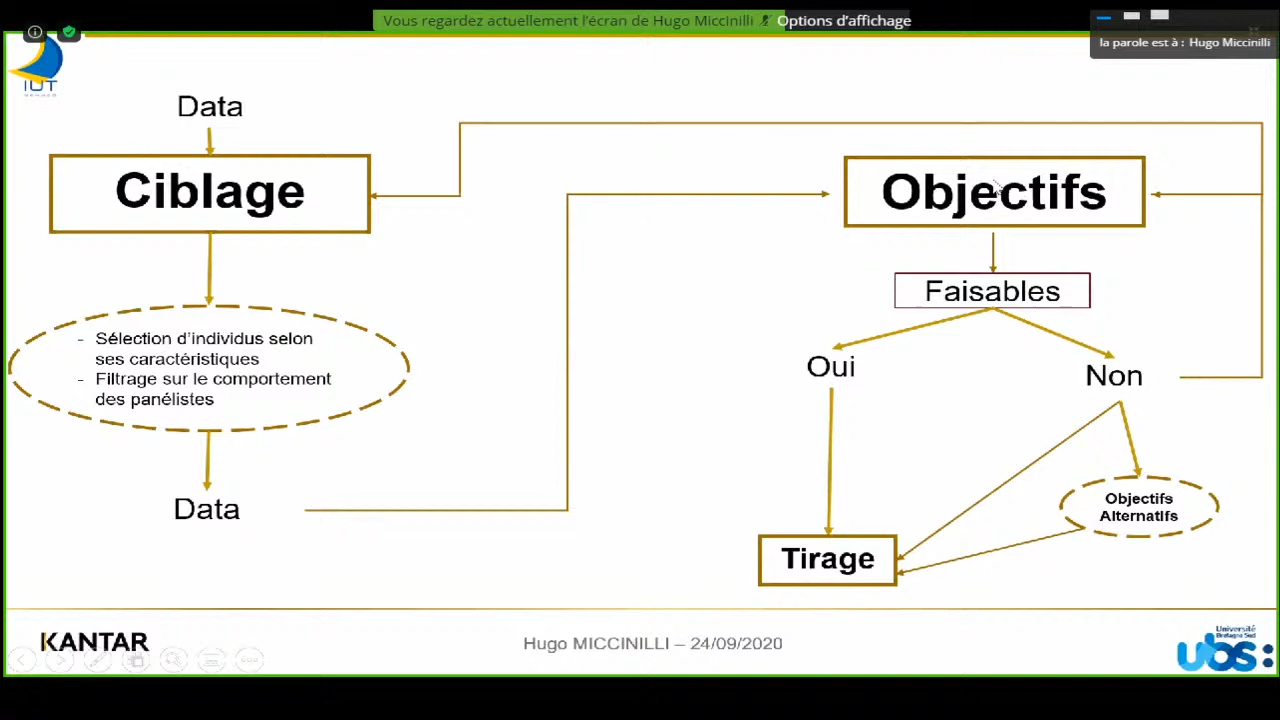 Vous regardez actuellement l'écran de Hugo Miccinilli
Options d'affichage
la parole est à : Hugo Miccinilli
IUT
Data
Ciblage
- Sélection d'individus selon
ses caractéristiques
- Filtrage sur le comportement
des panélistes
Data
Objectifs
Faisables
Oui
Non
Objectifs
Alternatifs
Tirage
KANTAR
Hugo MICCINILLI – 24/09/2020
Université
Bretagne Sud
ubs: